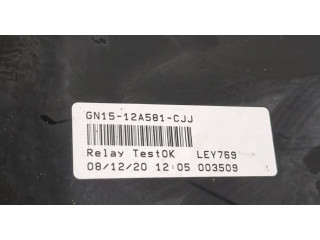 GN15-12A581-CJJ
Relay TestOK LEY769
08/12/20 12:05 003509